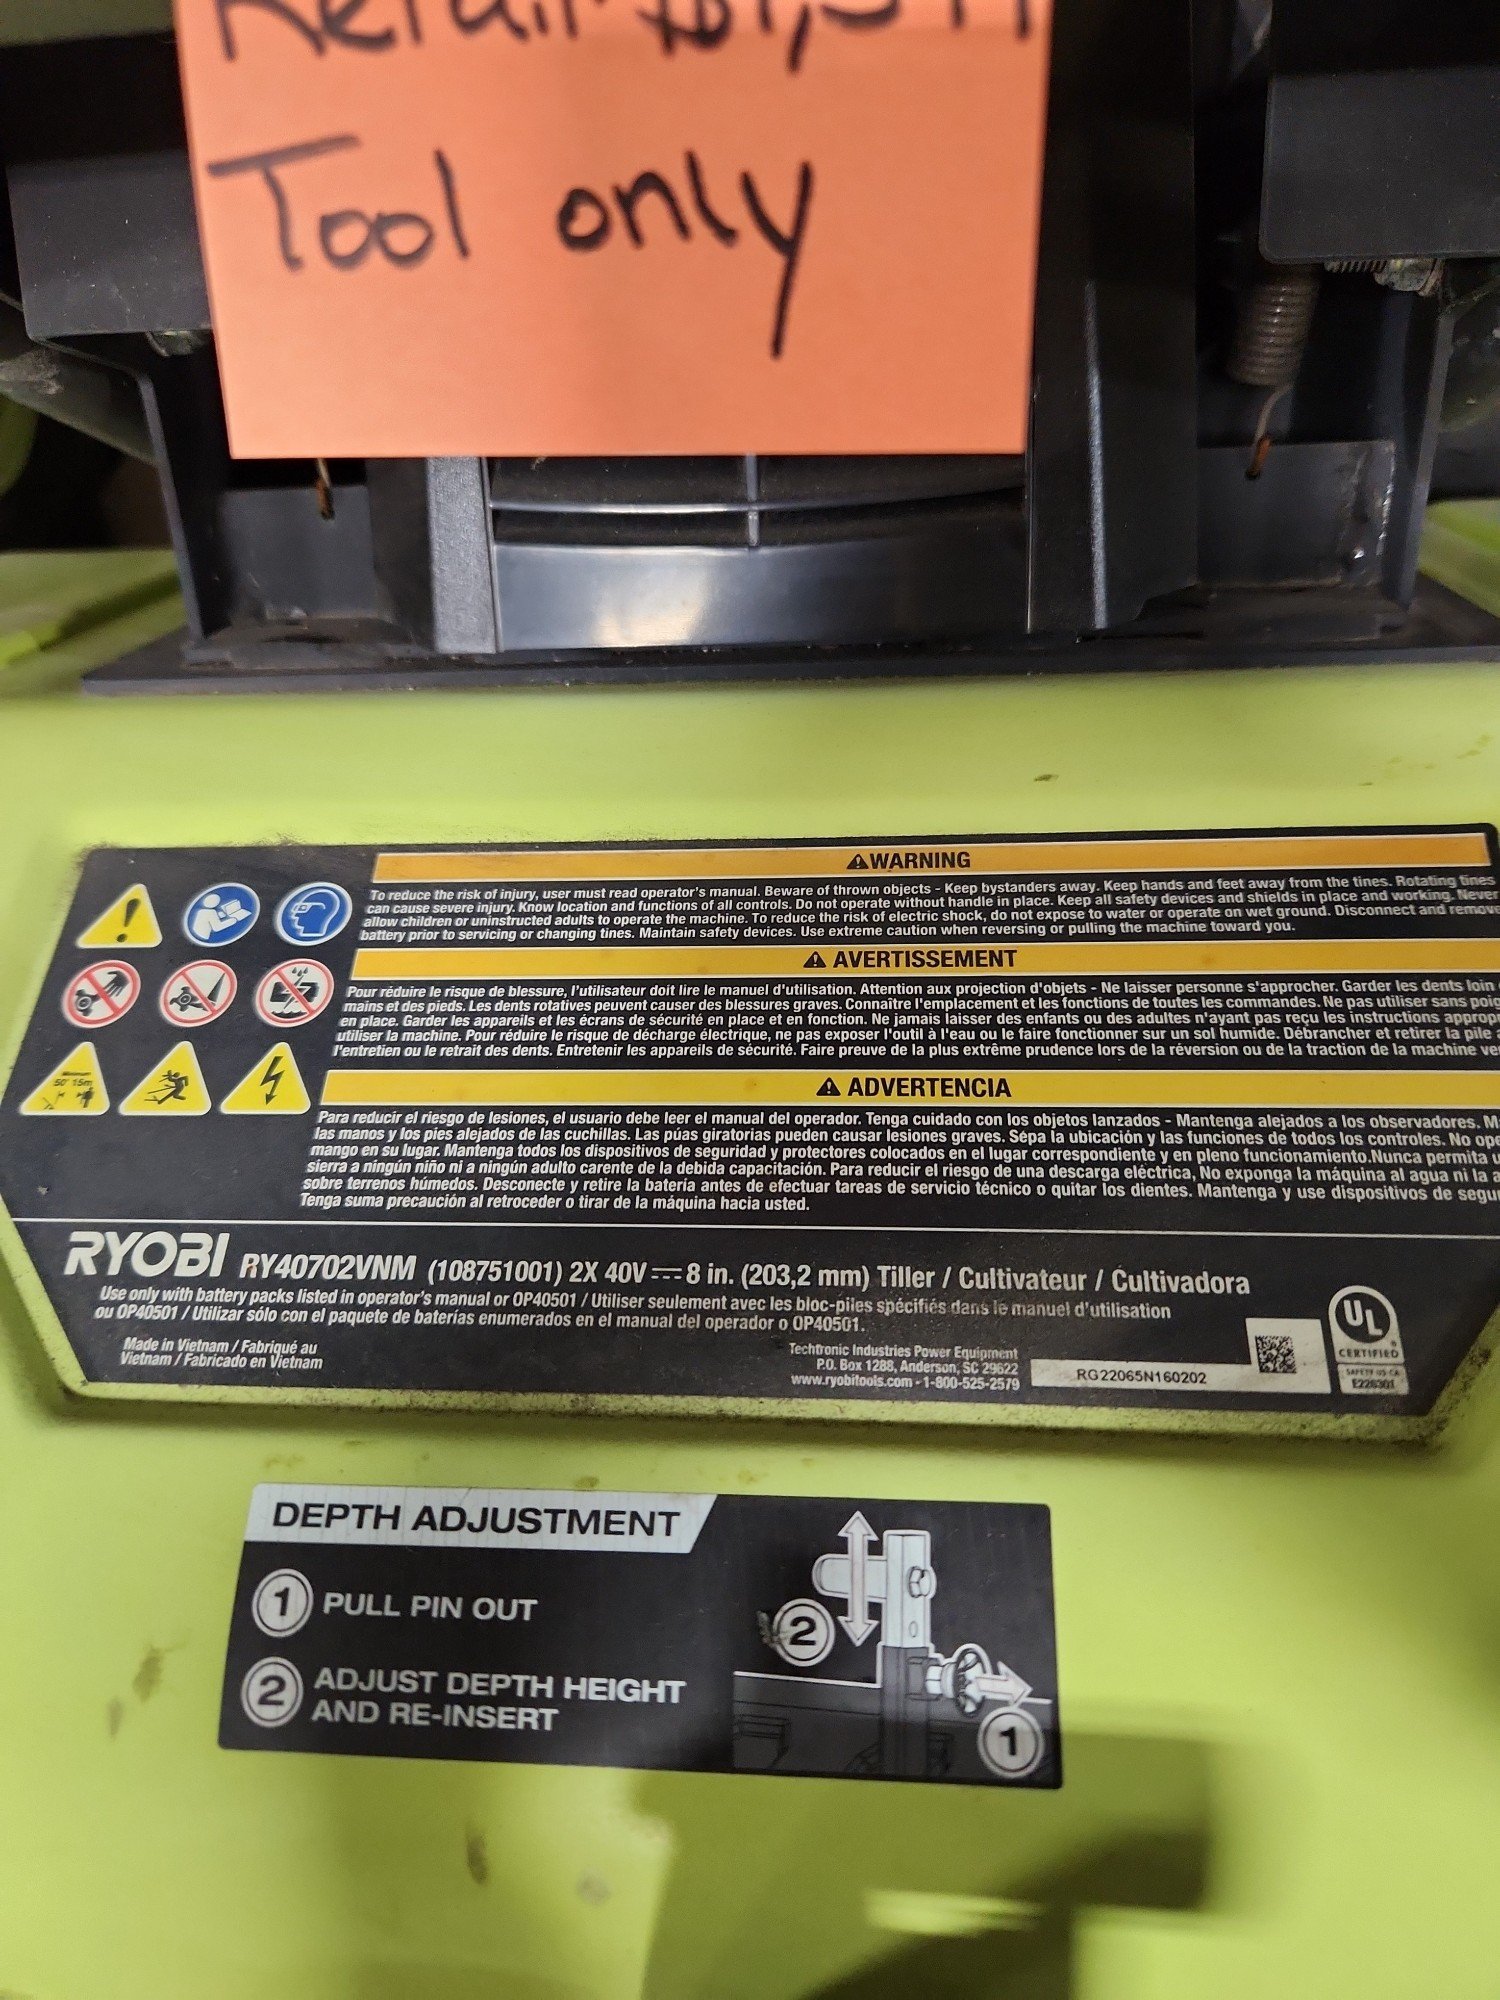 Retail
Tool only
WARNING
To reduce the risk of injury, user must read operator's manual. Beware of thrown objects - Keep bystanders away. Keep hands and feet away from the tines. Rotating tines
can cause severe injury. Know location and functions of all controls. Do not operate without handle in place. Keep all safety devices and shields in place and working. Never
allow children or uninstructed adults to operate the machine. To reduce the risk of electric shock, do not expose to water or operate on wet ground. Disconnect and remove
battery prior to servicing or changing tines. Maintain safety devices. Use extreme caution when reversing or pulling the machine toward you.
AVERTISSEMENT
Pour réduire le risque de blessure, l'utilisateur doit lire le manuel d'utilisation. Attention aux projection d'objets - Ne laisser personne s'approcher. Garder les dents loin
mains et des pieds. Les dents rotatives peuvent causer des blessures graves. Connaître l'emplacement et les fonctions de toutes les commandes. Ne pas utiliser sans
en place. Garder les appareils et les écrans de sécurité en place et en fonction. Ne jamais laisser des enfants ou des adultes n'ayant pas reçu les instructions
utiliser la machine. Pour réduire le risque de décharge électrique, ne pas exposer l'outil à l'eau ou le faire fonctionner sur un sol humide. Débrancher et retirer la pile
l'entretien ou le retrait des dents. Entretenir les appareils de sécurité. Faire preuve de la plus extrême prudence lors de la réversion ou de la traction de la machine
ADVERTENCIA
Para reducir el riesgo de lesiones, el usuario debe leer el manual del operador. Tenga cuidado con los objetos lanzados - Mantenga alejados a los observadores.
las manos y los pies alejados de las cuchillas. Las púas giratorias pueden causar lesiones graves. Sépa la ubicación y las funciones de todos los controles. No
mango en su lugar. Mantenga todos los dispositivos de seguridad y protectores colocados en el lugar correspondiente y en pleno funcionamiento.Nunca permita
sierra a ningún niño ni a ningún adulto carente de la debida capacitación. Para reducir el riesgo de una descarga eléctrica, No exponga la máquina al agua ni la
sobre terrenos húmedos. Desconecte y retire la batería antes de efectuar tareas de servicio técnico o quitar los dientes. Mantenga y use dispositivos de
Tenga suma precaución al retroceder o tirar de la máquina hacia usted.
Minimum
50' 15m
RYOBI RY40702VNM (108751001) 2X 40V 8 in. (203,2 mm) Tiller / Cultivateur / Cultivadora
Use only with battery packs listed in operator's manual or OP40501 / Utiliser seulement avec les bloc-piles spécifiés dans le manuel d'utilisation
ou OP40501 / Utilizar sólo con el paquete de baterías enumerados en el manual del operador o OP40501.
Made in Vietnam / Fabriqué au
Vietnam / Fabricado en Vietnam
Techtronic Industries Power Equipment
P.O. Box 1288, Anderson, SC 29622
www.ryobitools.com - 1-800-525-2579
RG22065N160202
UL
CERTIFIED
SAFETY US CA
E226301
DEPTH ADJUSTMENT
1 PULL PIN OUT
2 ADJUST DEPTH HEIGHT
AND RE-INSERT
2
1